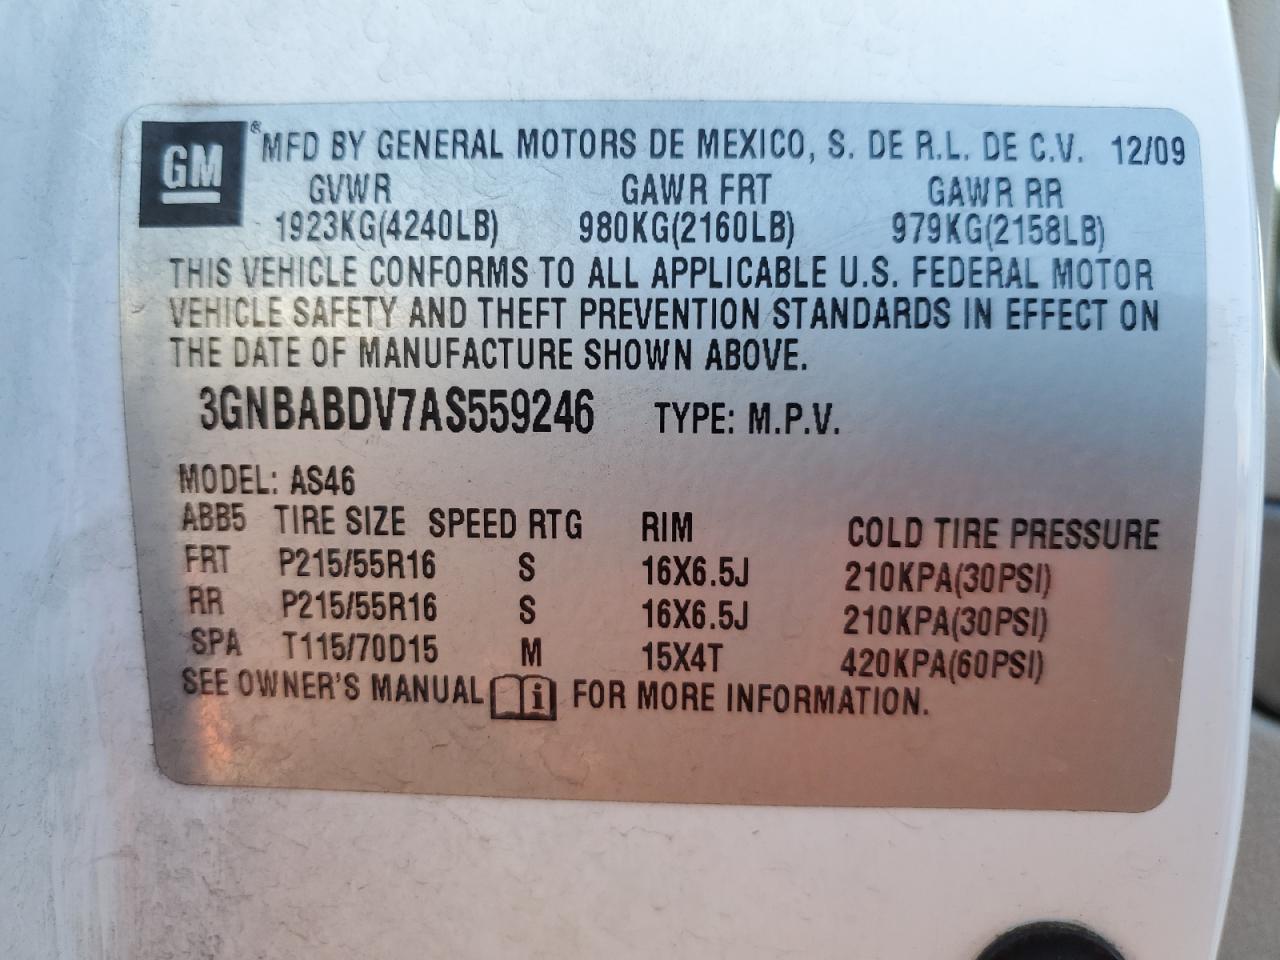 GM ® MFD BY GENERAL MOTORS DE MEXICO, S. DE R.L. DE C.V. 12/09
GVWR GAWR FRT GAWR RR
1923KG(4240LB) 980KG(2160LB) 979KG(2158LB)
THIS VEHICLE CONFORMS TO ALL APPLICABLE U.S. FEDERAL MOTOR
VEHICLE SAFETY AND THEFT PREVENTION STANDARDS IN EFFECT ON
THE DATE OF MANUFACTURE SHOWN ABOVE.
3GNBABDV7AS559246 TYPE: M.P.V.
MODEL: AS46
ABB5 TIRE SIZE SPEED RTG RIM COLD TIRE PRESSURE
FRT P215/55R16 S 16X6.5J 210KPA(30PSI)
RR P215/55R16 S 16X6.5J 210KPA(30PSI)
SPA T115/70D15 M 15X4T 420KPA(60PSI)
SEE OWNER'S MANUAL i FOR MORE INFORMATION.